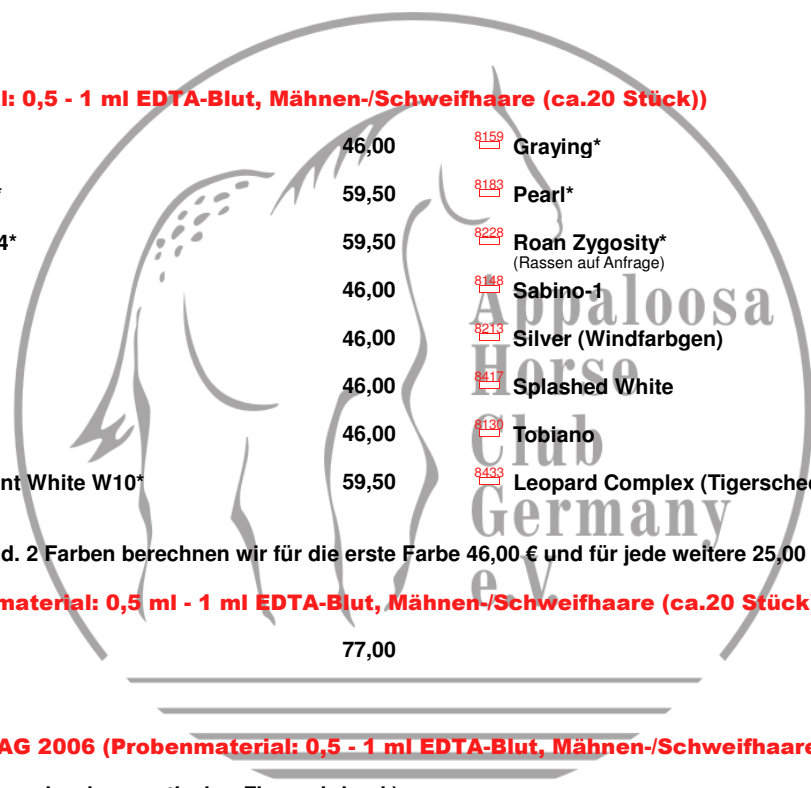 l: 0,5 - 1 ml EDTA-Blut, Mähnen-/Schweifhaare (ca.20 Stück))
46,00 8159 Graying*
* 59,50 8183 Pearl*
4* 59,50 8228 Roan Zygosity*
(Rassen auf Anfrage)
46,00 8148 Sabino-1
46,00 8213 Silver (Windfarbgen)
46,00 8417 Splashed White
46,00 8130 Tobiano
nt White W10* 59,50 8433 Leopard Complex (Tigersche
d. 2 Farben berechnen wir für die erste Farbe 46,00 € und für jede weitere 25,00
material: 0,5 ml - 1 ml EDTA-Blut, Mähnen-/Schweifhaare (ca.20 Stück
77,00
AG 2006 (Probenmaterial: 0,5 - 1 ml EDTA-Blut, Mähnen-/Schweifhaare
Appaloosa
Horse
Club
Germany
e.V.